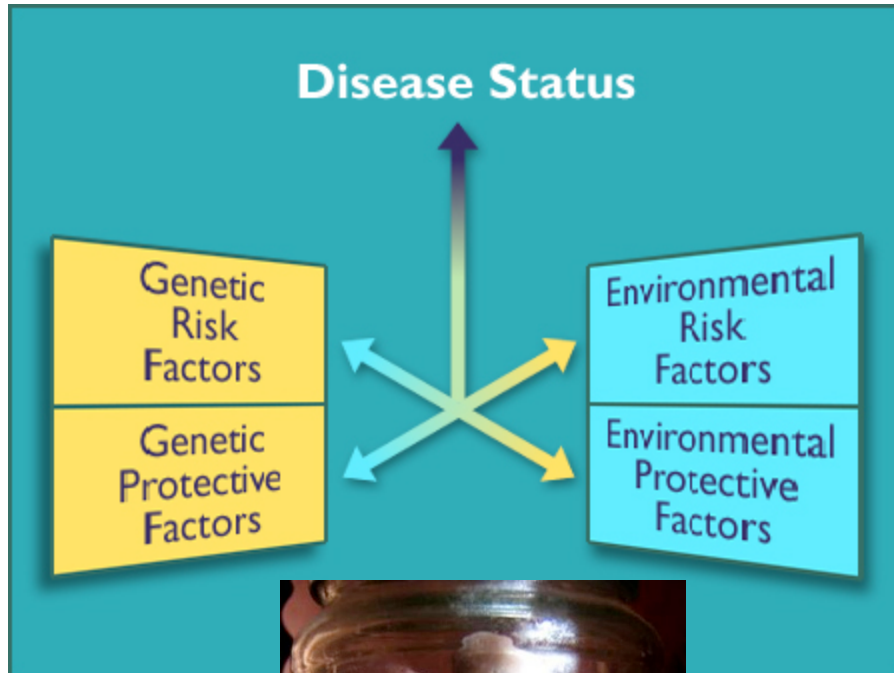 Disease Status
Genetic
Risk
Factors
Genetic
Protective
Factors
Environmental
Risk
Factors
Environmental
Protective
Factors